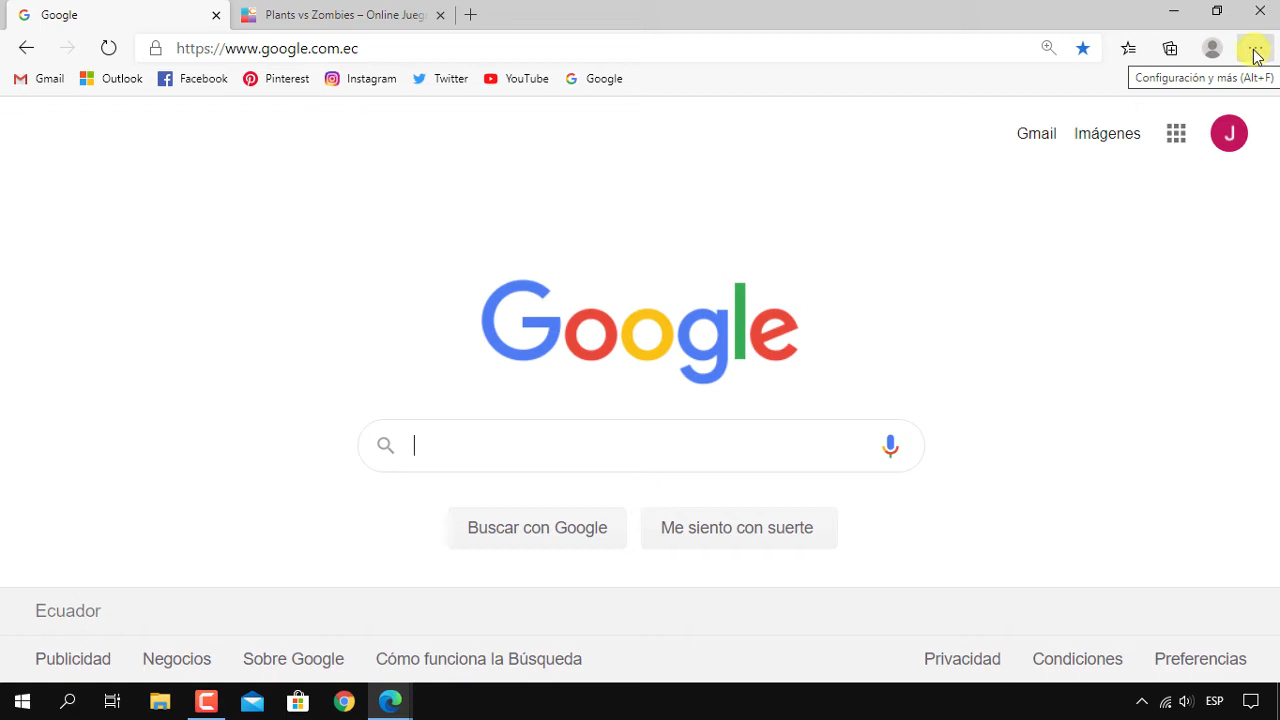 Google
Plants vs Zombies – Online Jueg
https://www.google.com.ec
Gmail
Outlook
Facebook
Pinterest
Instagram
Twitter
YouTube
Google
Configuración y más (Alt+F)
Gmail
Imágenes
J
Google
Buscar con Google
Me siento con suerte
Ecuador
Publicidad
Negocios
Sobre Google
Cómo funciona la Búsqueda
Privacidad
Condiciones
Preferencias
ESP